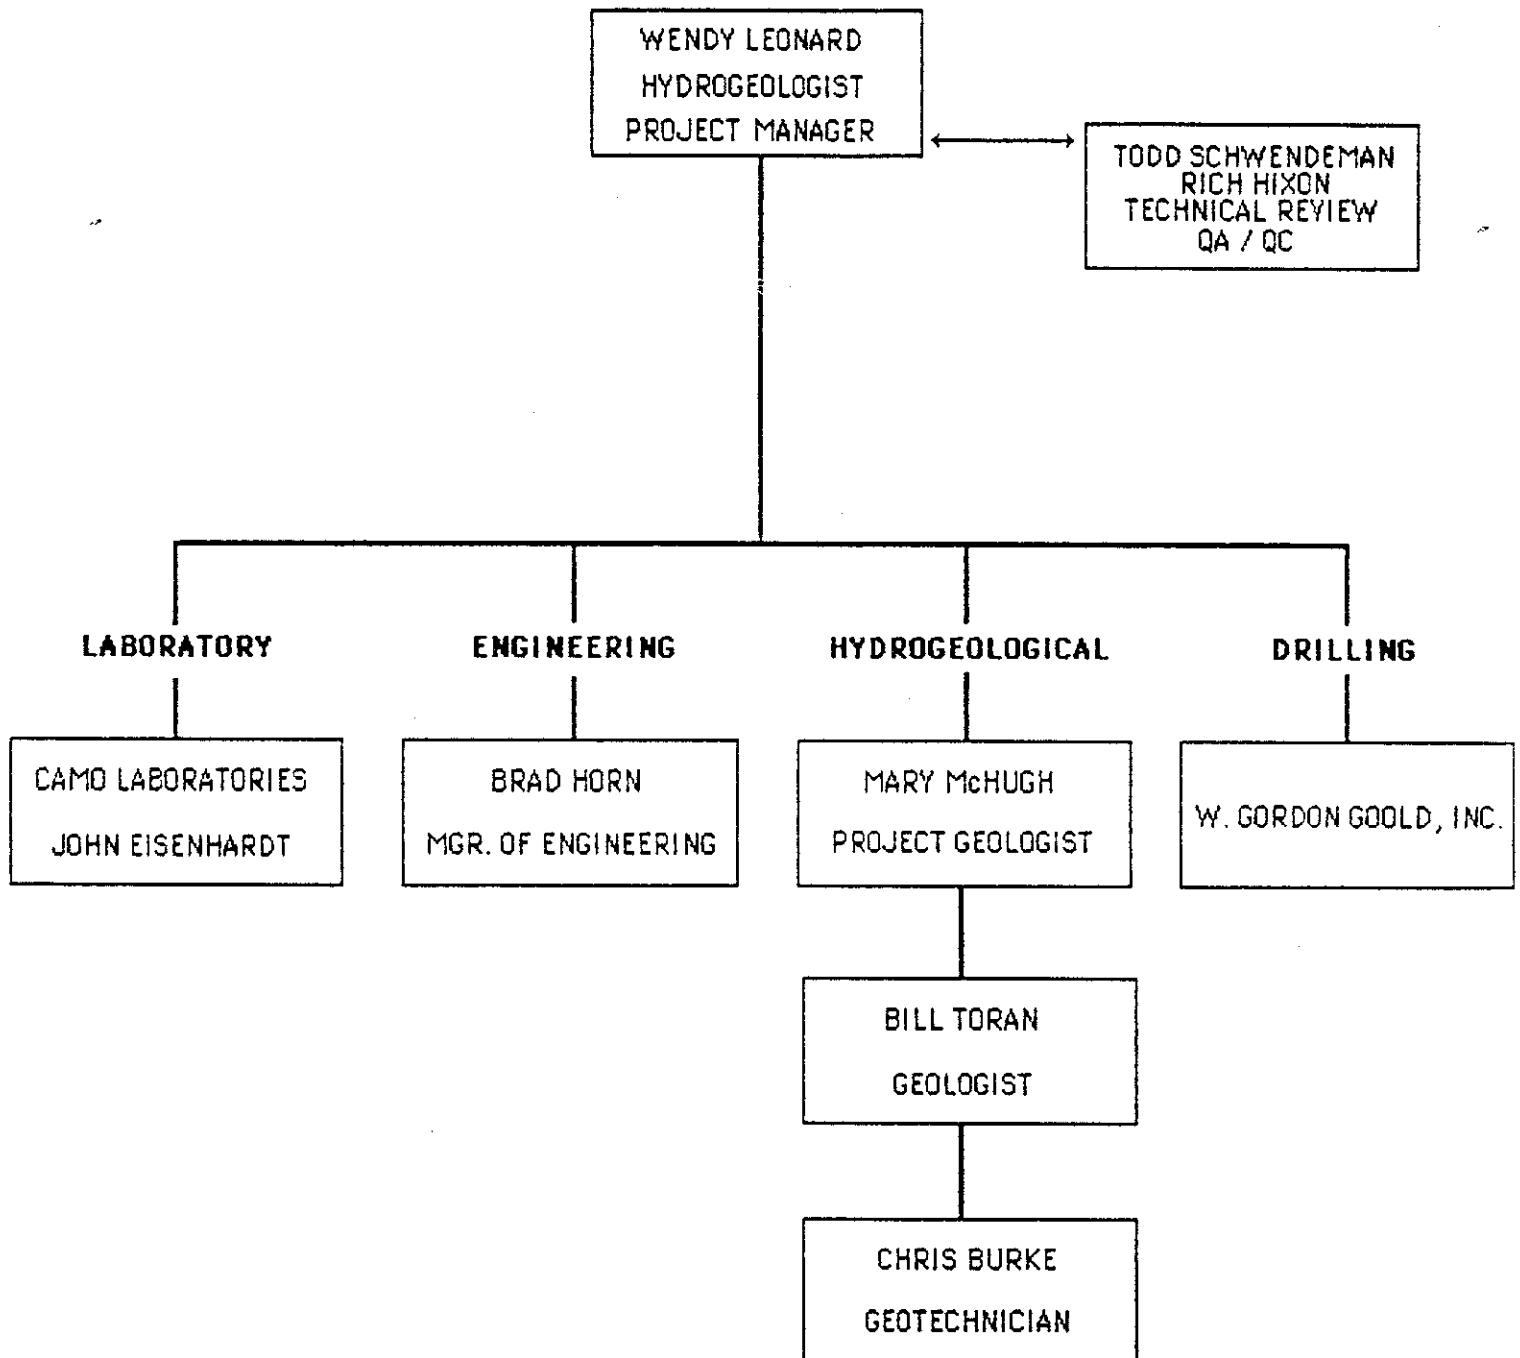 WENDY LEONARD
HYDROGEOLOGIST
PROJECT MANAGER
TODD SCHWENDEMAN
RICH HIXON
TECHNICAL REVIEW
QA / QC
LABORATORY
ENGINEERING
HYDROGEOLOGICAL
DRILLING
CAMO LABORATORIES
JOHN EISENHARDT
BRAD HORN
MGR. OF ENGINEERING
MARY McHUGH
PROJECT GEOLOGIST
W. GORDON GOOLD, INC.
BILL TORAN
GEOLOGIST
CHRIS BURKE
GEOTECHNICIAN